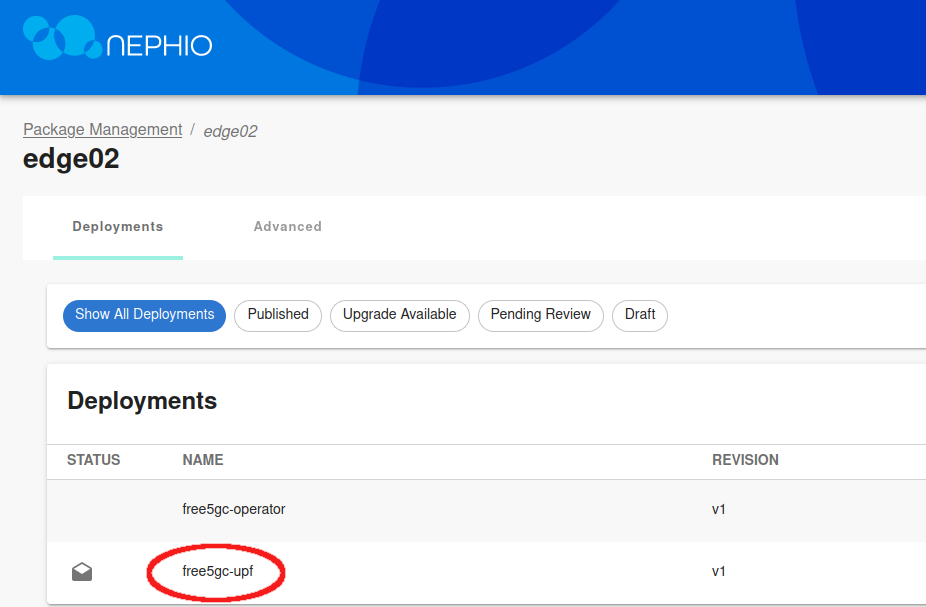 NEPHIO
Package Management / edge02
edge02
Deployments Advanced
Show All Deployments Published Upgrade Available Pending Review Draft
Deployments
STATUS NAME REVISION
free5gc-operator v1
free5gc-upf v1